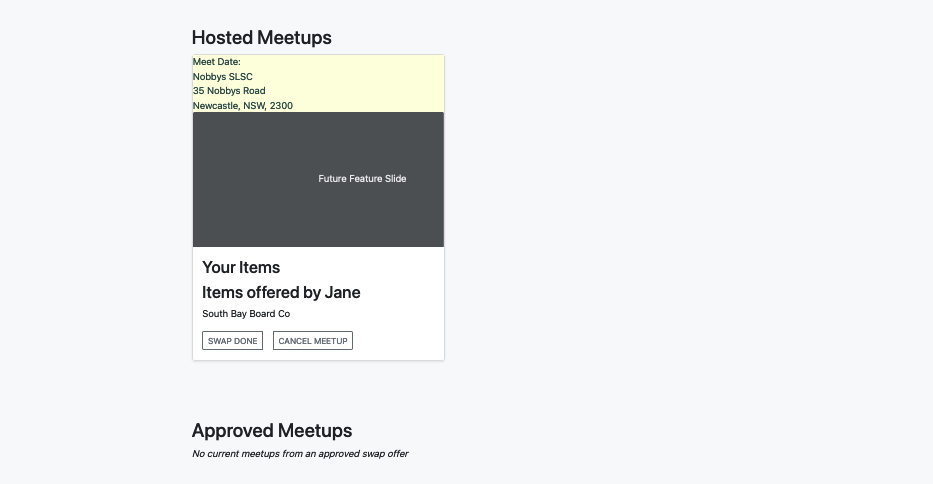 Hosted Meetups
Meet Date:
Nobbys SLSC
35 Nobbys Road
Newcastle, NSW, 2300
Future Feature Slide
Your Items
Items offered by Jane
South Bay Board Co
SWAP DONE CANCEL MEETUP
Approved Meetups
No current meetups from an approved swap offer